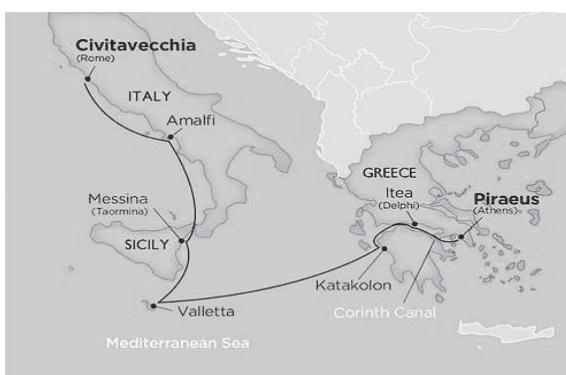 Civitavecchia
(Rome)
ITALY
Amalfi
GREECE
Itea
(Delphi)
Piraeus
(Athens)
Messina
(Taormina)
SICILY
Katakolon
Valletta
Corinth Canal
Mediterranean Sea